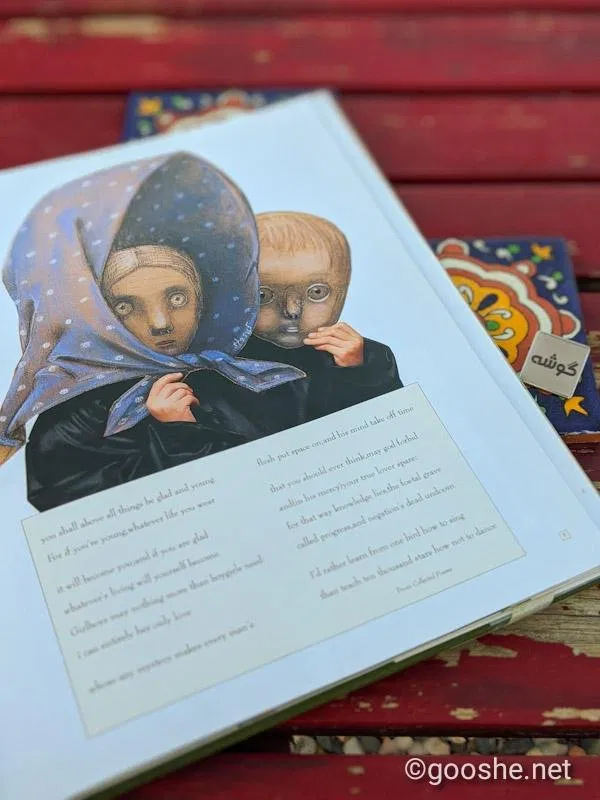 you shall above all things be glad and young
For if you're young,whatever life you wear
it will become you;and if you are glad
whatever's living will yourself become
Girlboys may nothing more than boygirls need
i can entirely her only love
whose any mystery makes every man's
flesh put space on;and his mind take off time
that you should ever think,may god forbid
and(in his mercy)your true lover spare:
for that way knowledge lies,the foetal grave
called progress,and negation's dead undoom.
I'd rather learn from one bird how to sing
than teach ten thousand stars how not to dance
From: Collected Poems
گوشه
©gooshe.net